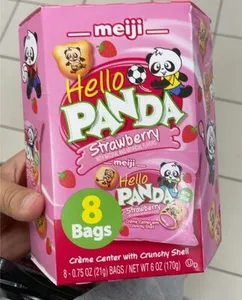 meiji
Hello
PANDA
Strawberry
meiji
Hello
PANDA
Strawberry
8
Bags
Crème Center with Crunchy Shell
8 - 0.75 OZ (21g) BAGS / NET WT 6 OZ (170g)